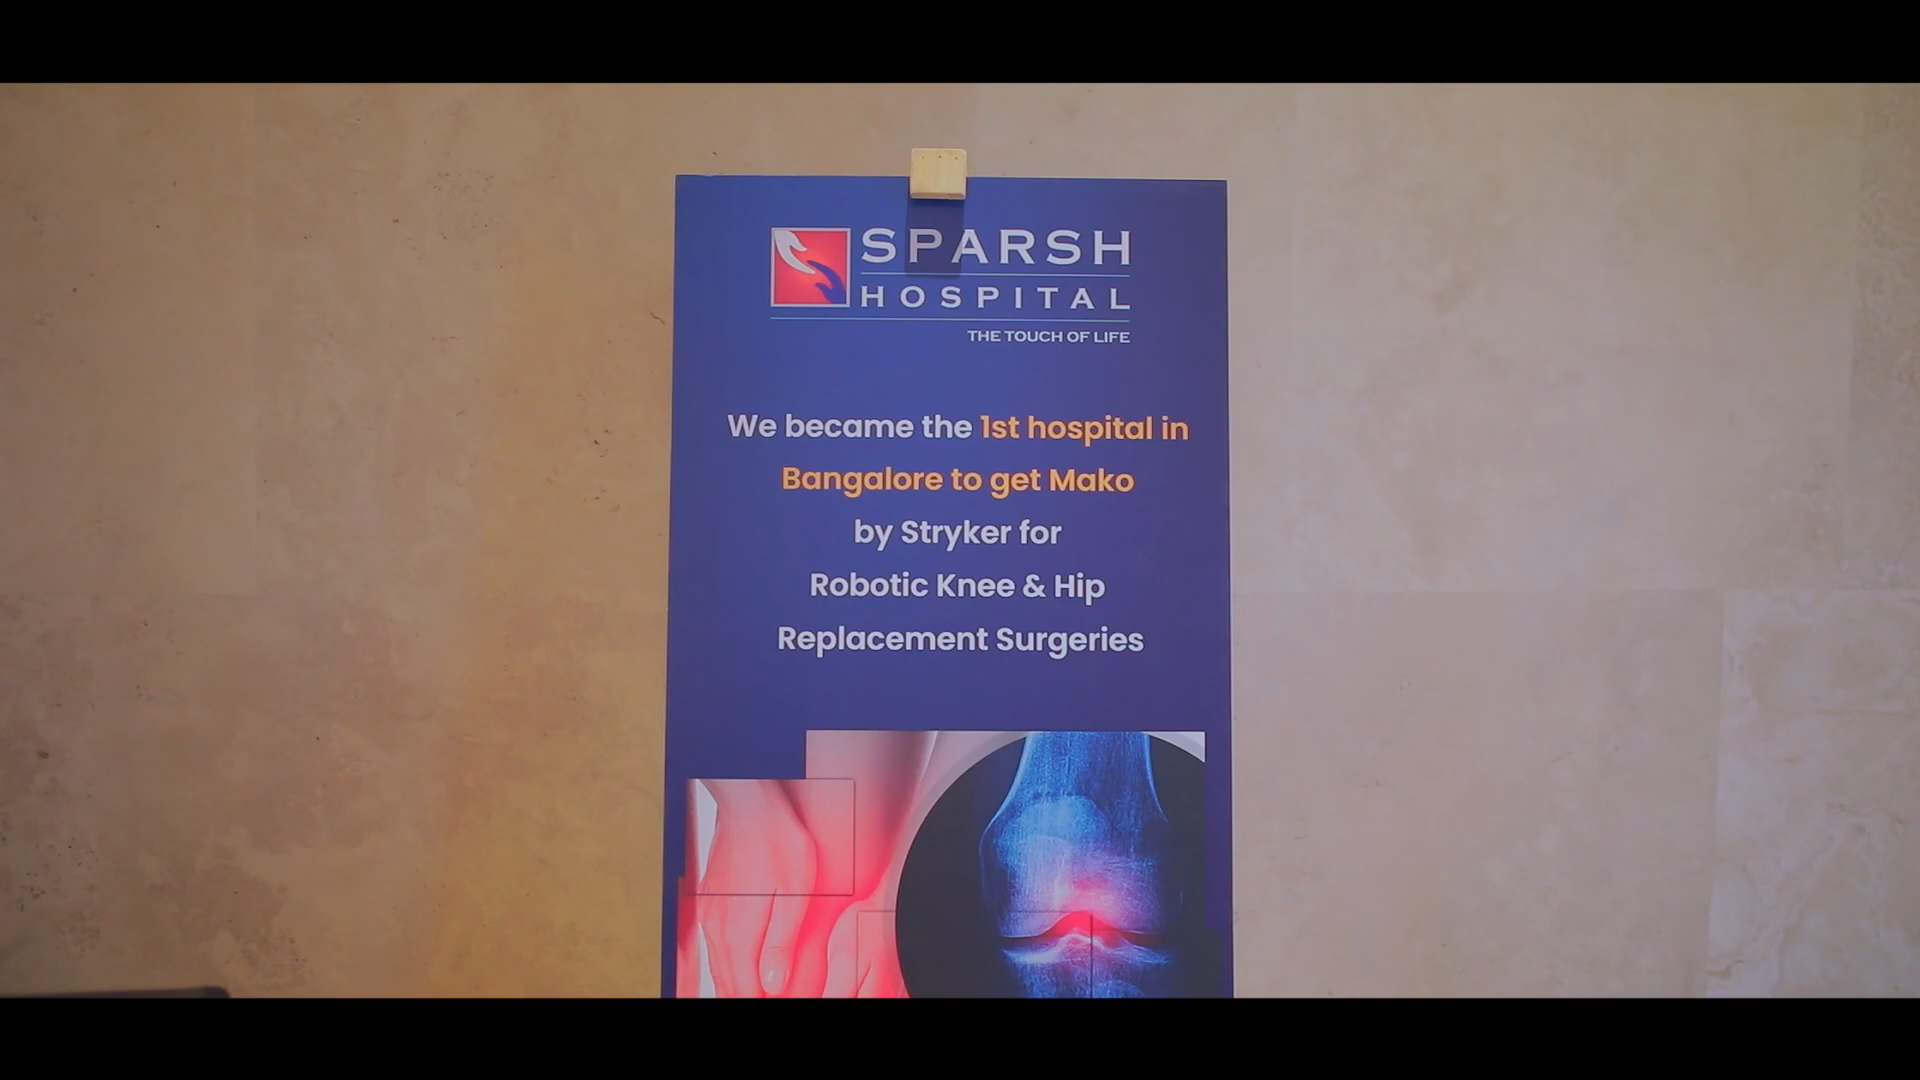 SPARSH
HOSPITAL
THE TOUCH OF LIFE
We became the 1st hospital in
Bangalore to get Mako
by Stryker for
Robotic Knee & Hip
Replacement Surgeries